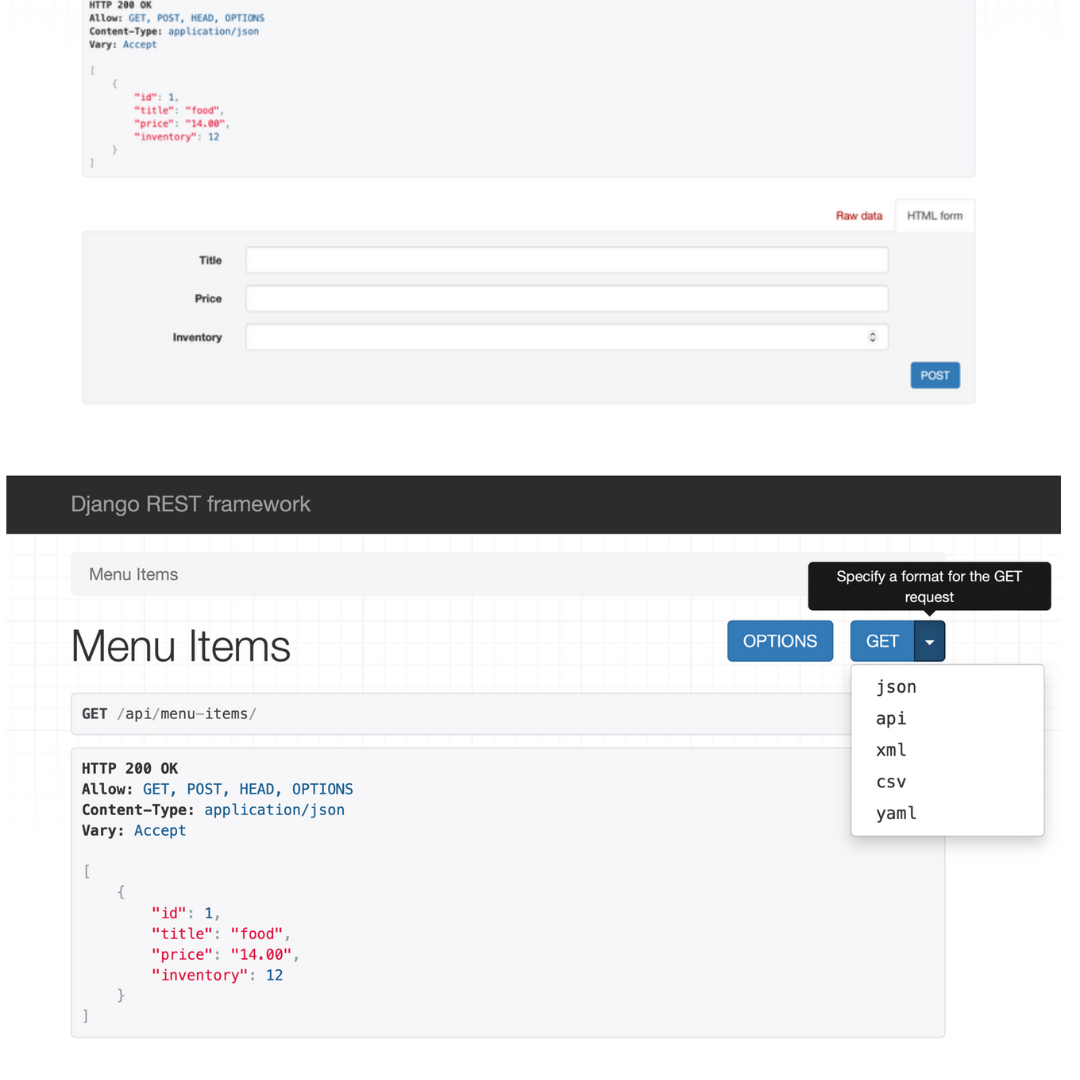 HTTP 200 OK
Allow: GET, POST, HEAD, OPTIONS
Content-Type: application/json
Vary: Accept
[
{
"id": 1,
"title": "food",
"price": "14.00",
"inventory": 12
}
]
Raw data HTML form
Title
Price
Inventory
POST
Django REST framework
Menu Items
Specify a format for the GET
request
Menu Items
OPTIONS GET
json
api
xml
csv
yaml
GET /api/menu-items/
HTTP 200 OK
Allow: GET, POST, HEAD, OPTIONS
Content-Type: application/json
Vary: Accept
[
{
"id": 1,
"title": "food",
"price": "14.00",
"inventory": 12
}
]